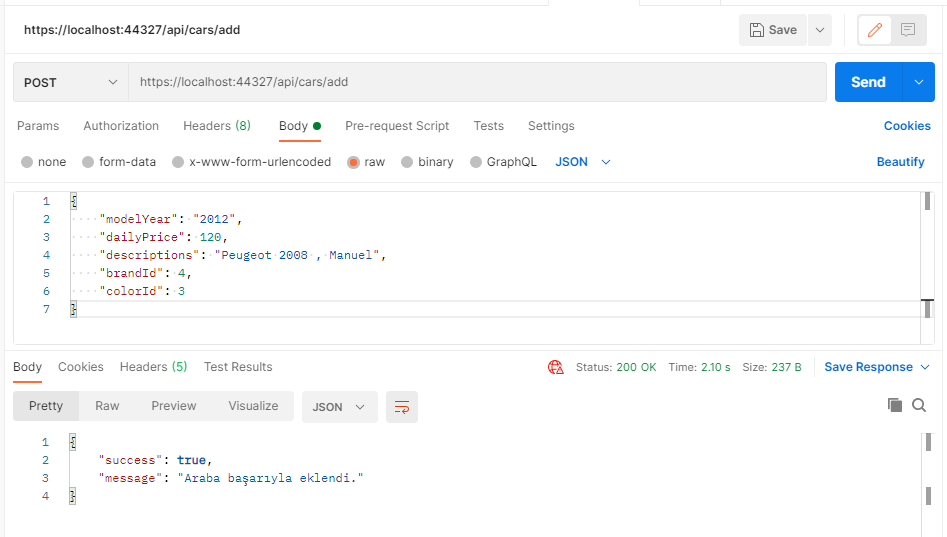 https://localhost:44327/api/cars/add
Save
POST
https://localhost:44327/api/cars/add
Send
Params Authorization Headers (8) Body Pre-request Script Tests Settings Cookies
none form-data x-www-form-urlencoded raw binary GraphQL JSON Beautify
1 {
2 "modelYear": "2012",
3 "dailyPrice": 120,
4 "descriptions": "Peugeot 2008 , Manuel",
5 "brandId": 4,
6 "colorId": 3
7 }
Body Cookies Headers (5) Test Results Status: 200 OK Time: 2.10 s Size: 237 B Save Response
Pretty Raw Preview Visualize JSON
1 {
2 "success": true,
3 "message": "Araba başarıyla eklendi."
4 }